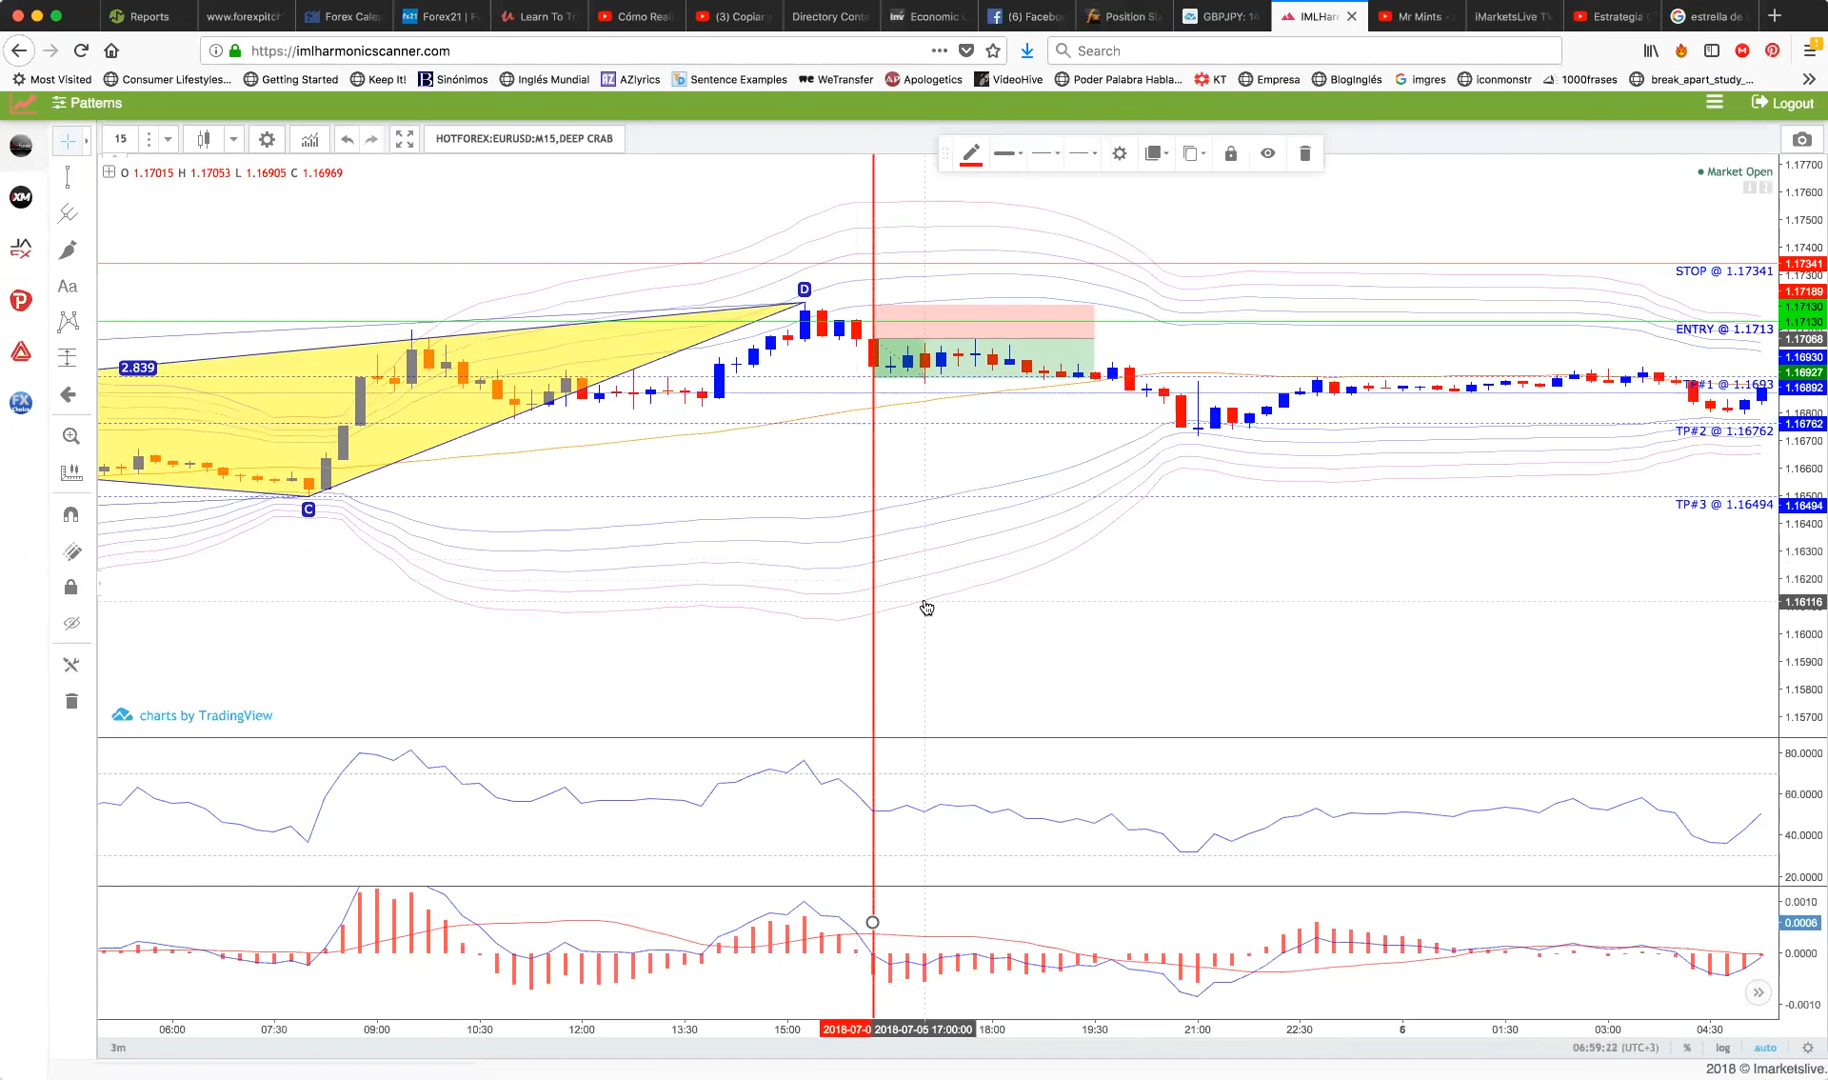 Reports
www.forexpitch
Forex Cale
Forex21 | F
Learn To Tr
Cómo Reali
(3) Copiar
Directory Conte
Economic c
(6) Facebo
Position Si
GBPJPY: 14
IMLHar
Mr Mints -
iMarketsLive TV
Estrategia
estrella de
https://imlharmonicscanner.com
Search
Most Visited
Consumer Lifestyles...
Getting Started
Keep It!
Sinónimos
Inglés Mundial
AZlyrics
Sentence Examples
WeTransfer
Apologetics
VideoHive
Poder Palabra Habla...
KT
Empresa
BlogInglés
imgres
iconmonstr
1000frases
break_apart_study_...
Patterns
Logout
15
HOTFOREX:EURUSD:M15,DEEP CRAB
O 1.17015 H 1.17053 L 1.16905 C 1.16969
Market Open
1.17700
1.17600
1.17500
1.17400
1.17341
STOP @ 1.17341
1.17300
1.17189
1.17130
1.17130
ENTRY @ 1.1713
1.17068
1.16930
1.16927
TP#1 @ 1.1693
1.16892
1.16800
1.16762
TP#2 @ 1.16762
1.16700
1.16600
1.16500
TP#3 @ 1.16494
1.16494
1.16400
1.16300
1.16200
1.16116
1.16000
1.15900
1.15800
1.15700
D
2.839
C
charts by TradingView
80.0000
60.0000
40.0000
20.0000
0.0010
0.0006
0.0000
-0.0010
06:00
07:30
09:00
10:30
12:00
13:30
15:00
2018-07-0
2018-07-05 17:00:00
18:00
19:30
21:00
22:30
6
01:30
03:00
04:30
3m
06:59:22 (UTC+3)
%
log
auto
2018 © Imarketslive.